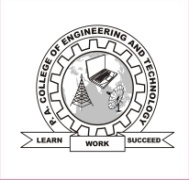 P. A. COLLEGE OF ENGINEERING AND TECHNOLOGY
LEARN WORK SUCCEED